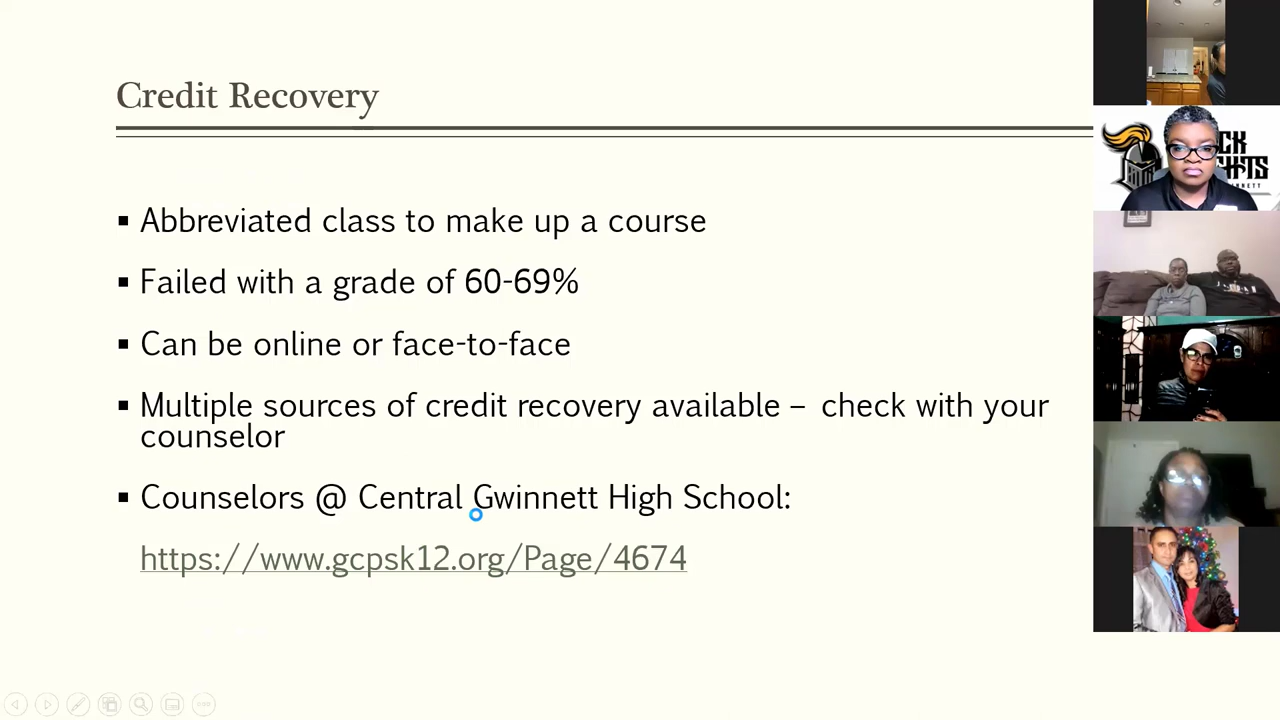 Credit Recovery
▪ Abbreviated class to make up a course
▪ Failed with a grade of 60-69%
▪ Can be online or face-to-face
▪ Multiple sources of credit recovery available – check with your
counselor
▪ Counselors @ Central Gwinnett High School:
https://www.gcpsk12.org/Page/4674